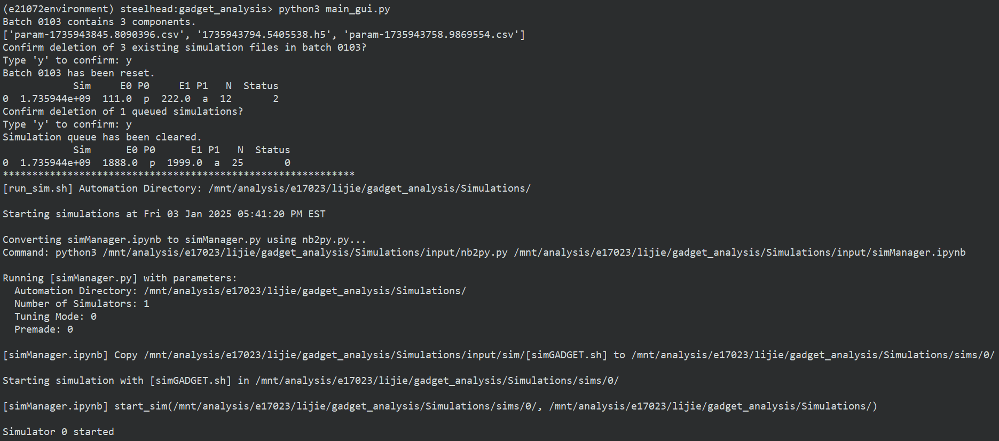 (e21072environment) steelhead:gadget_analysis> python3 main_gui.py
Batch 0103 contains 3 components.
['param-1735943845.8090396.csv', '1735943794.5405538.h5', 'param-1735943758.9869554.csv']
Confirm deletion of 3 existing simulation files in batch 0103?
Type 'y' to confirm: y
Batch 0103 has been reset.
            Sim     E0 P0     E1 P1   N  Status
0  1.735944e+09  111.0  p  222.0  a  12       2
Confirm deletion of 1 queued simulations?
Type 'y' to confirm: y
Simulation queue has been cleared.
            Sim      E0 P0      E1 P1   N  Status
0  1.735944e+09  1888.0  p  1999.0  a  25       0
************************************************************
[run_sim.sh] Automation Directory: /mnt/analysis/e17023/lijie/gadget_analysis/Simulations/
Starting simulations at Fri 03 Jan 2025 05:41:20 PM EST
Converting simManager.ipynb to simManager.py using nb2py.py...
Command: python3 /mnt/analysis/e17023/lijie/gadget_analysis/Simulations/input/nb2py.py /mnt/analysis/e17023/lijie/gadget_analysis/Simulations/input/simManager.ipynb
Running [simManager.py] with parameters:
  Automation Directory: /mnt/analysis/e17023/lijie/gadget_analysis/Simulations/
  Number of Simulators: 1
  Tuning Mode: 0
  Premade: 0
[simManager.ipynb] Copy /mnt/analysis/e17023/lijie/gadget_analysis/Simulations/input/sim/[simGADGET.sh] to /mnt/analysis/e17023/lijie/gadget_analysis/Simulations/sims/0/
Starting simulation with [simGADGET.sh] in /mnt/analysis/e17023/lijie/gadget_analysis/Simulations/sims/0/
[simManager.ipynb] start_sim(/mnt/analysis/e17023/lijie/gadget_analysis/Simulations/sims/0/, /mnt/analysis/e17023/lijie/gadget_analysis/Simulations/)
Simulator 0 started